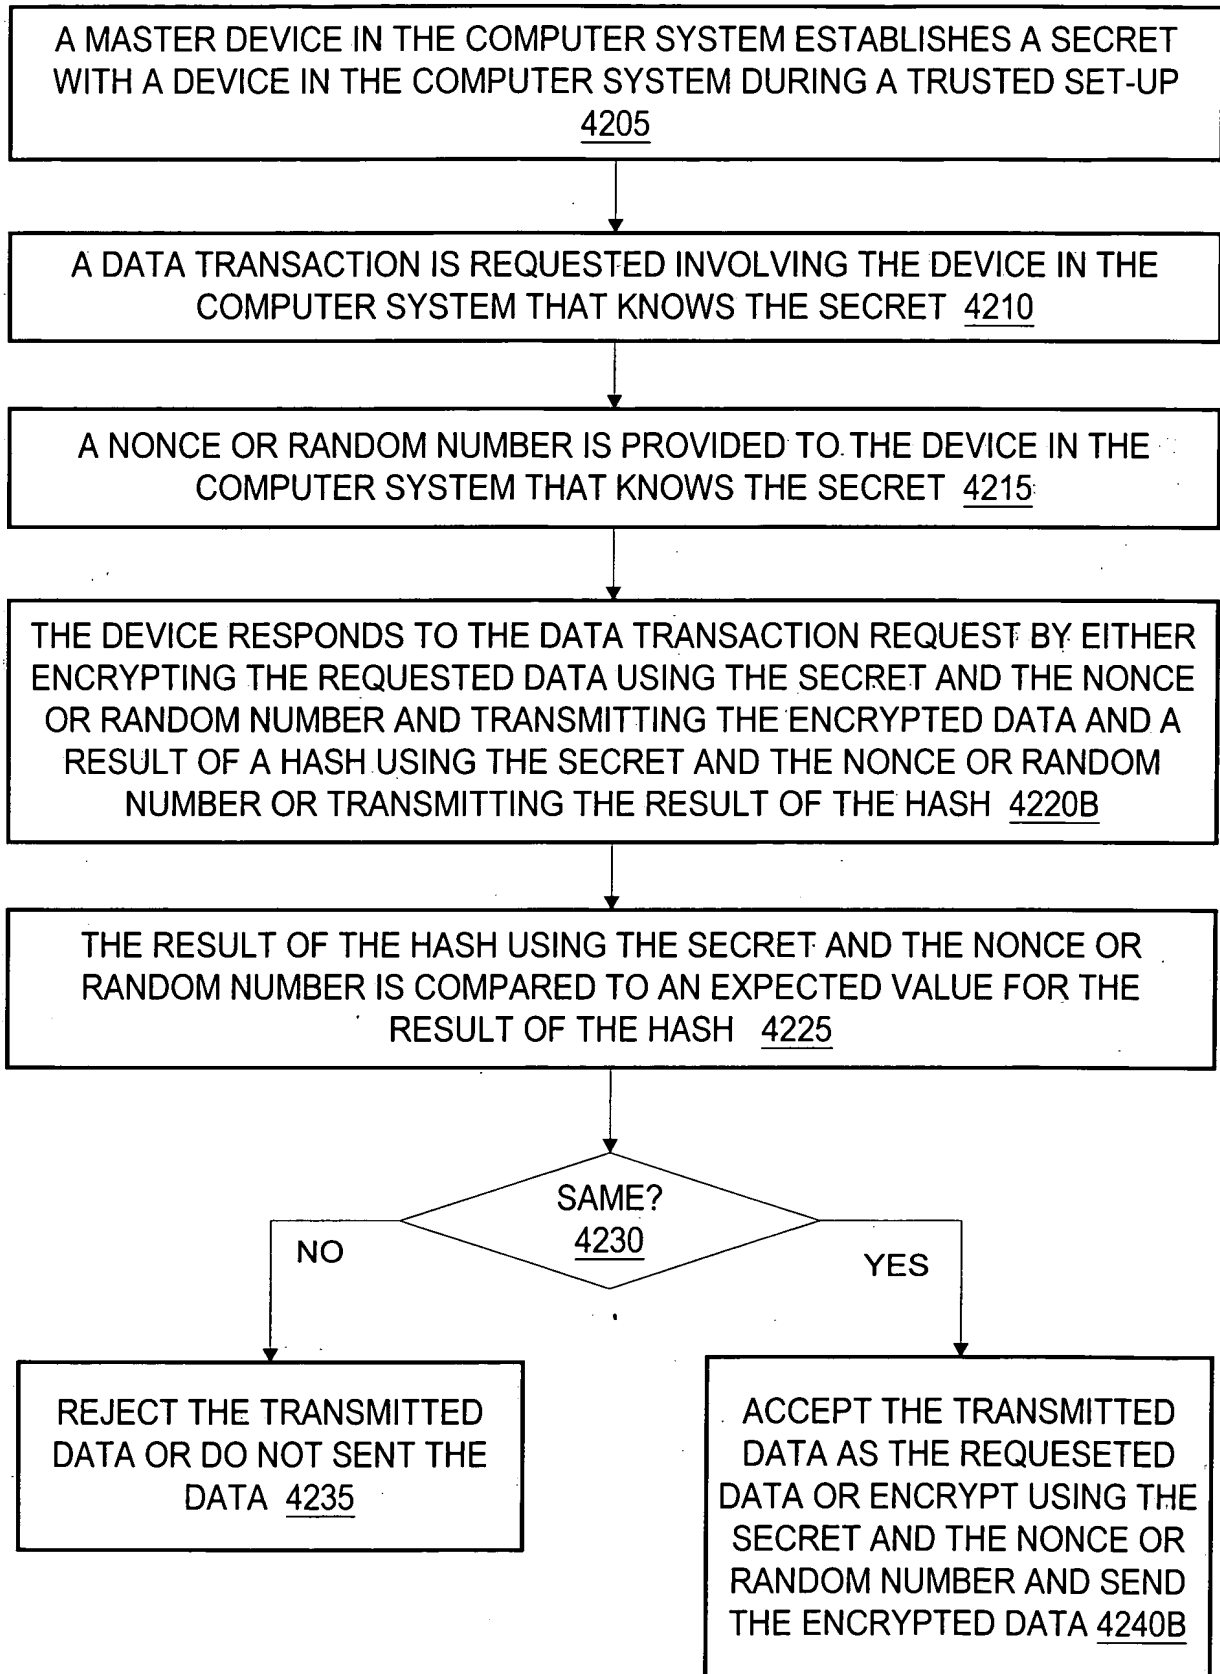 A MASTER DEVICE IN THE COMPUTER SYSTEM ESTABLISHES A SECRET
WITH A DEVICE IN THE COMPUTER SYSTEM DURING A TRUSTED SET-UP
4205
A DATA TRANSACTION IS REQUESTED INVOLVING THE DEVICE IN THE
COMPUTER SYSTEM THAT KNOWS THE SECRET 4210
A NONCE OR RANDOM NUMBER IS PROVIDED TO THE DEVICE IN THE
COMPUTER SYSTEM THAT KNOWS THE SECRET 4215
THE DEVICE RESPONDS TO THE DATA TRANSACTION REQUEST BY EITHER
ENCRYPTING THE REQUESTED DATA USING THE SECRET AND THE NONCE
OR RANDOM NUMBER AND TRANSMITTING THE ENCRYPTED DATA AND A
RESULT OF A HASH USING THE SECRET AND THE NONCE OR RANDOM
NUMBER OR TRANSMITTING THE RESULT OF THE HASH 4220B
THE RESULT OF THE HASH USING THE SECRET AND THE NONCE OR
RANDOM NUMBER IS COMPARED TO AN EXPECTED VALUE FOR THE
RESULT OF THE HASH 4225
SAME?
4230
NO
YES
REJECT THE TRANSMITTED
DATA OR DO NOT SENT THE
DATA 4235
ACCEPT THE TRANSMITTED
DATA AS THE REQUESETED
DATA OR ENCRYPT USING THE
SECRET AND THE NONCE OR
RANDOM NUMBER AND SEND
THE ENCRYPTED DATA 4240B